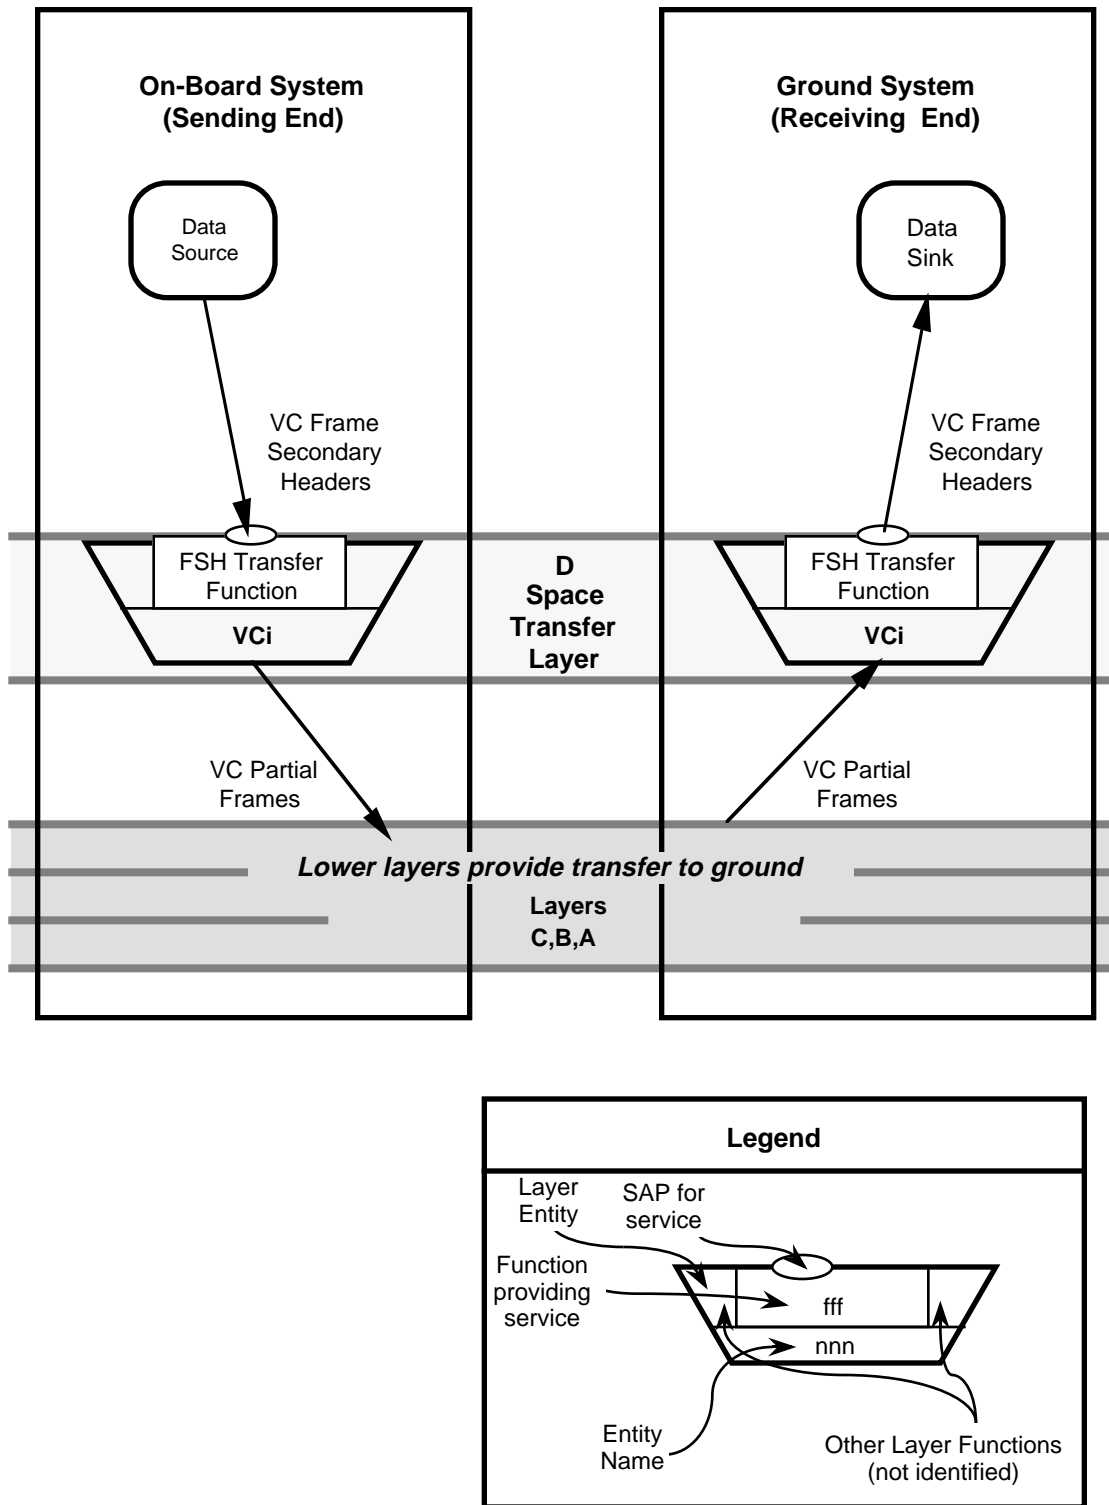 On-Board System
(Sending End)
Ground System
(Receiving End)
Data
Source
Data
Sink
VC Frame
Secondary
Headers
VC Frame
Secondary
Headers
FSH Transfer
Function
VCi
D
Space
Transfer
Layer
FSH Transfer
Function
VCi
VC Partial
Frames
VC Partial
Frames
Lower layers provide transfer to ground
Layers
C,B,A
Legend
Layer
Entity
SAP for
service
Function
providing
service
fff
nnn
Entity
Name
Other Layer Functions
(not identified)